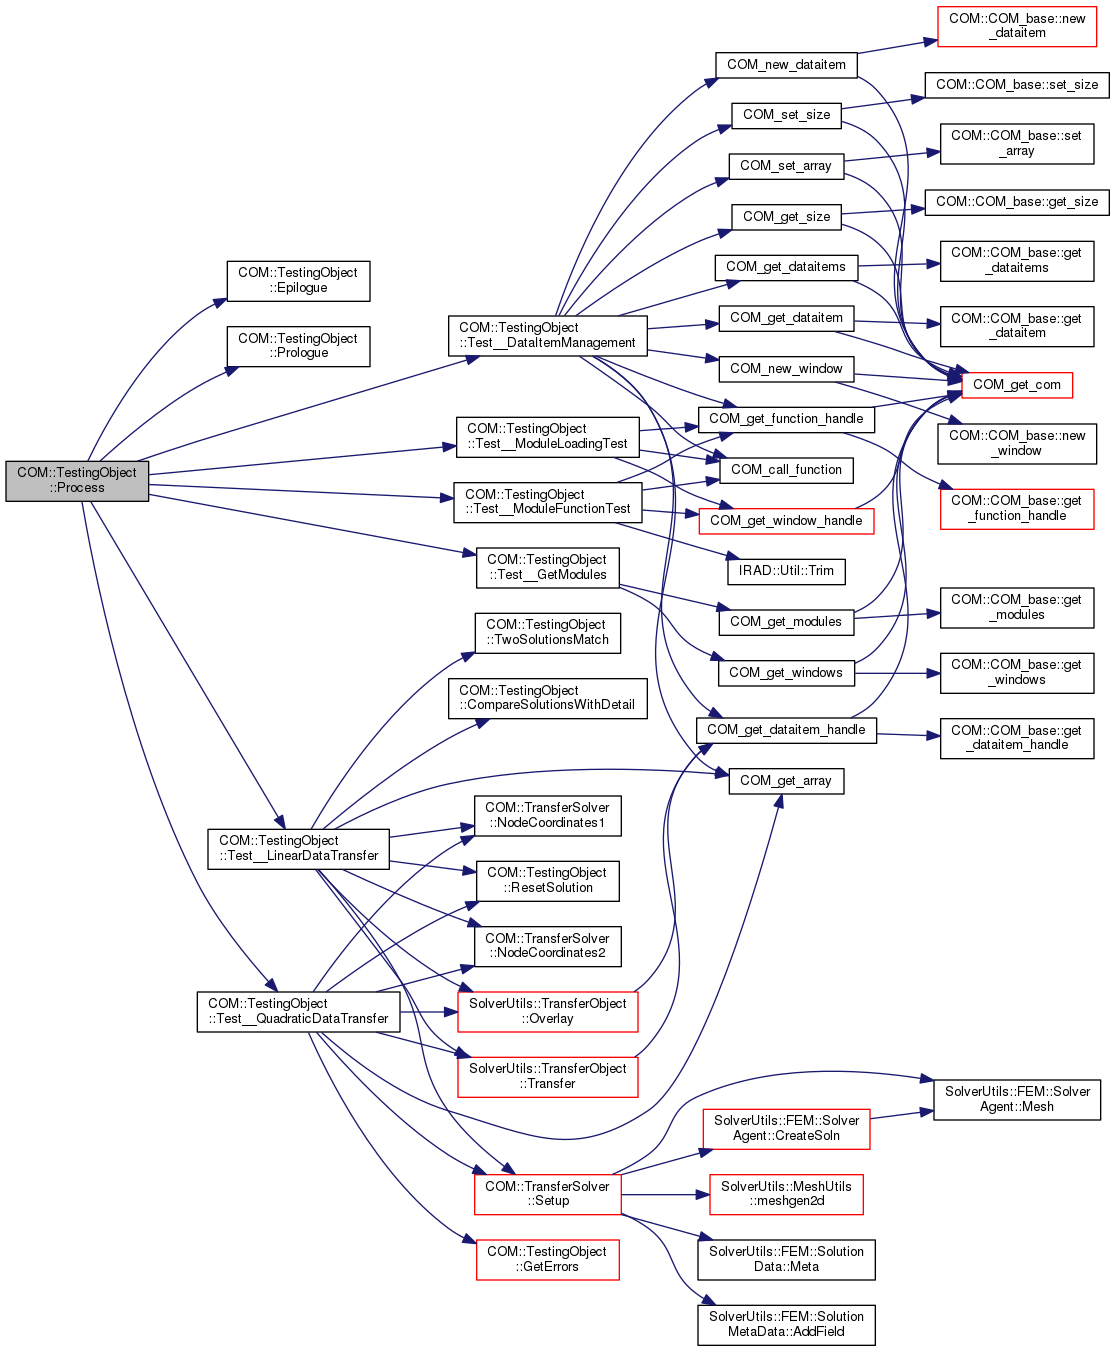 COM::TestingObject
::Process
COM::TestingObject
::Epilogue
COM::TestingObject
::Prologue
COM::TestingObject
::Test__DataItemManagement
COM::TestingObject
::Test__ModuleLoadingTest
COM::TestingObject
::Test__ModuleFunctionTest
COM::TestingObject
::Test__GetModules
COM::TestingObject
::Test__LinearDataTransfer
COM::TestingObject
::Test__QuadraticDataTransfer
COM::TestingObject
::TwoSolutionsMatch
COM::TestingObject
::CompareSolutionsWithDetail
COM::TransferSolver
::NodeCoordinates1
COM::TestingObject
::ResetSolution
COM::TransferSolver
::NodeCoordinates2
SolverUtils::TransferObject
::Overlay
SolverUtils::TransferObject
::Transfer
COM::TransferSolver
::Setup
COM::TestingObject
::GetErrors
COM_new_dataitem
COM_set_size
COM_set_array
COM_get_size
COM_get_dataitems
COM_get_dataitem
COM_new_window
COM_get_function_handle
COM_call_function
COM_get_window_handle
IRAD::Util::Trim
COM_get_modules
COM_get_windows
COM_get_dataitem_handle
COM_get_array
SolverUtils::FEM::Solver
Agent::CreateSoln
SolverUtils::MeshUtils
::meshgen2d
SolverUtils::FEM::Solution
Data::Meta
SolverUtils::FEM::Solution
MetaData::AddField
COM::COM_base::new
_dataitem
COM::COM_base::set_size
COM::COM_base::set
_array
COM::COM_base::get_size
COM::COM_base::get
_dataitems
COM::COM_base::get
_dataitem
COM_get_com
COM::COM_base::new
_window
COM::COM_base::get
_function_handle
COM::COM_base::get
_modules
COM::COM_base::get
_windows
COM::COM_base::get
_dataitem_handle
SolverUtils::FEM::Solver
Agent::Mesh